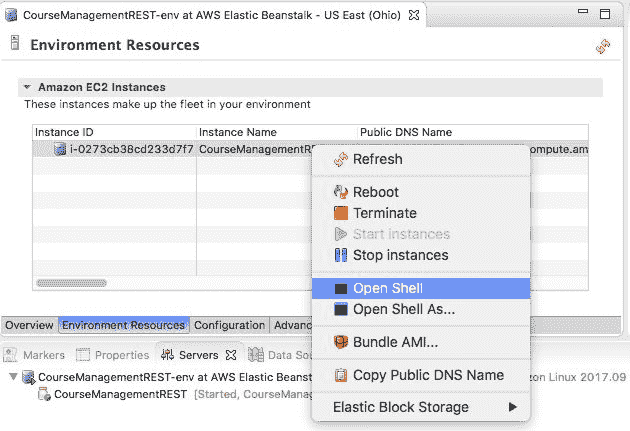 CourseManagementREST-env at AWS Elastic Beanstalk - US East (Ohio)
Environment Resources
Amazon EC2 Instances
These instances make up the fleet in your environment
Instance ID Instance Name Public DNS Name
i-0273cb38cd233d7f7 CourseManagementRE ompute.am
Refresh
Reboot
Terminate
Start instances
Stop instances
Open Shell
Open Shell As...
Bundle AMI...
Copy Public DNS Name
Elastic Block Storage
Overview Environment Resources Configuration Advanc
Markers Properties Servers Data Sou
CourseManagementREST-env at AWS Elastic Beanst zon Linux 2017.09
CourseManagementREST [Started, CourseManag